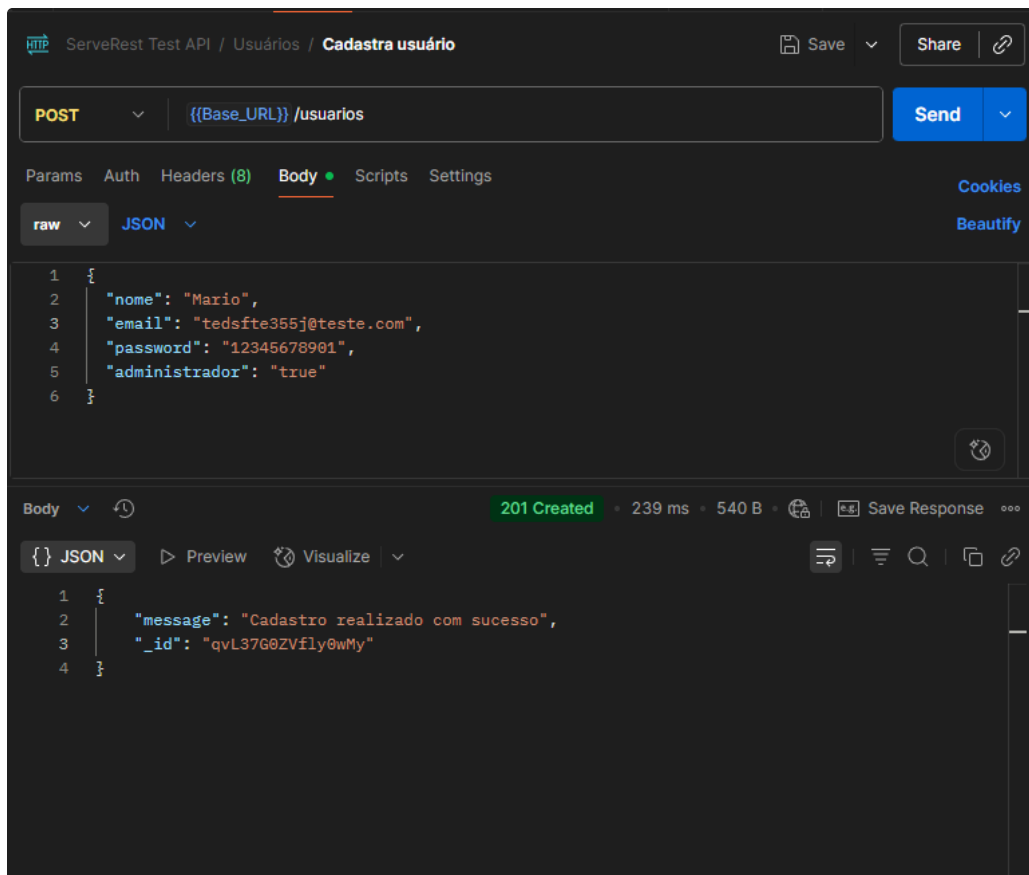 HTTP ServeRest Test API / Usuários / Cadastra usuário Save Share
POST {{Base_URL}} /usuarios Send
Params Auth Headers (8) Body Scripts Settings Cookies
raw JSON Beautify
1 {
2 "nome": "Mario",
3 "email": "tedsfte355j@teste.com",
4 "password": "12345678901",
5 "administrador": "true"
6 }
Body 201 Created 239 ms 540 B e.g. Save Response
{} JSON Preview Visualize
1 {
2 "message": "Cadastro realizado com sucesso",
3 "_id": "qvL37G0ZVfly0wMy"
4 }